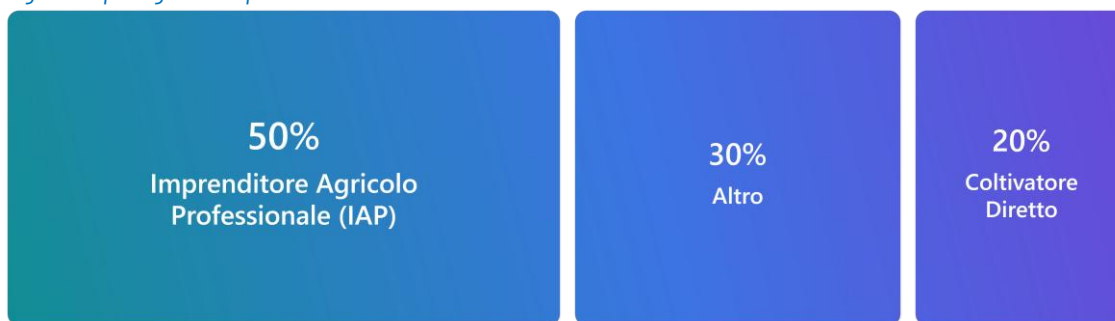 50%
Imprenditore Agricolo
Professionale (IAP)
30%
Altro
20%
Coltivatore
Diretto